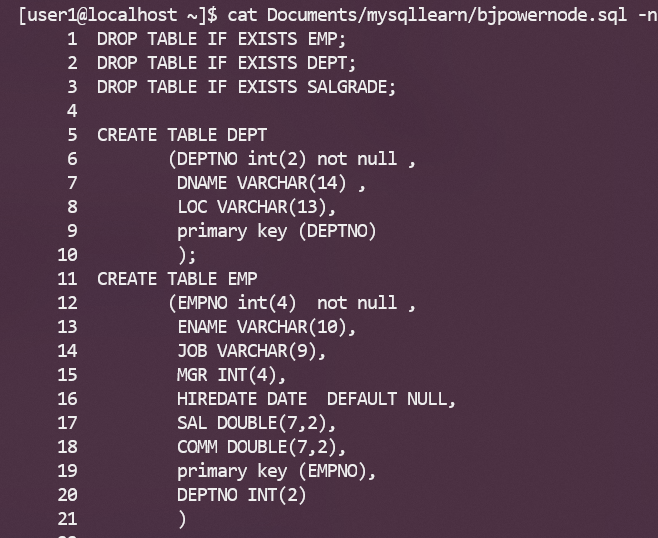 [user1@localhost ~]$ cat Documents/mysqllearn/bjpowernode.sql -n
1 DROP TABLE IF EXISTS EMP;
2 DROP TABLE IF EXISTS DEPT;
3 DROP TABLE IF EXISTS SALGRADE;
4
5 CREATE TABLE DEPT
6 (DEPTNO int(2) not null ,
7 DNAME VARCHAR(14) ,
8 LOC VARCHAR(13),
9 primary key (DEPTNO)
10 );
11 CREATE TABLE EMP
12 (EMPNO int(4)  not null ,
13 ENAME VARCHAR(10),
14 JOB VARCHAR(9),
15 MGR INT(4),
16 HIREDATE DATE  DEFAULT NULL,
17 SAL DOUBLE(7,2),
18 COMM DOUBLE(7,2),
19 primary key (EMPNO),
20 DEPTNO INT(2)
21 )